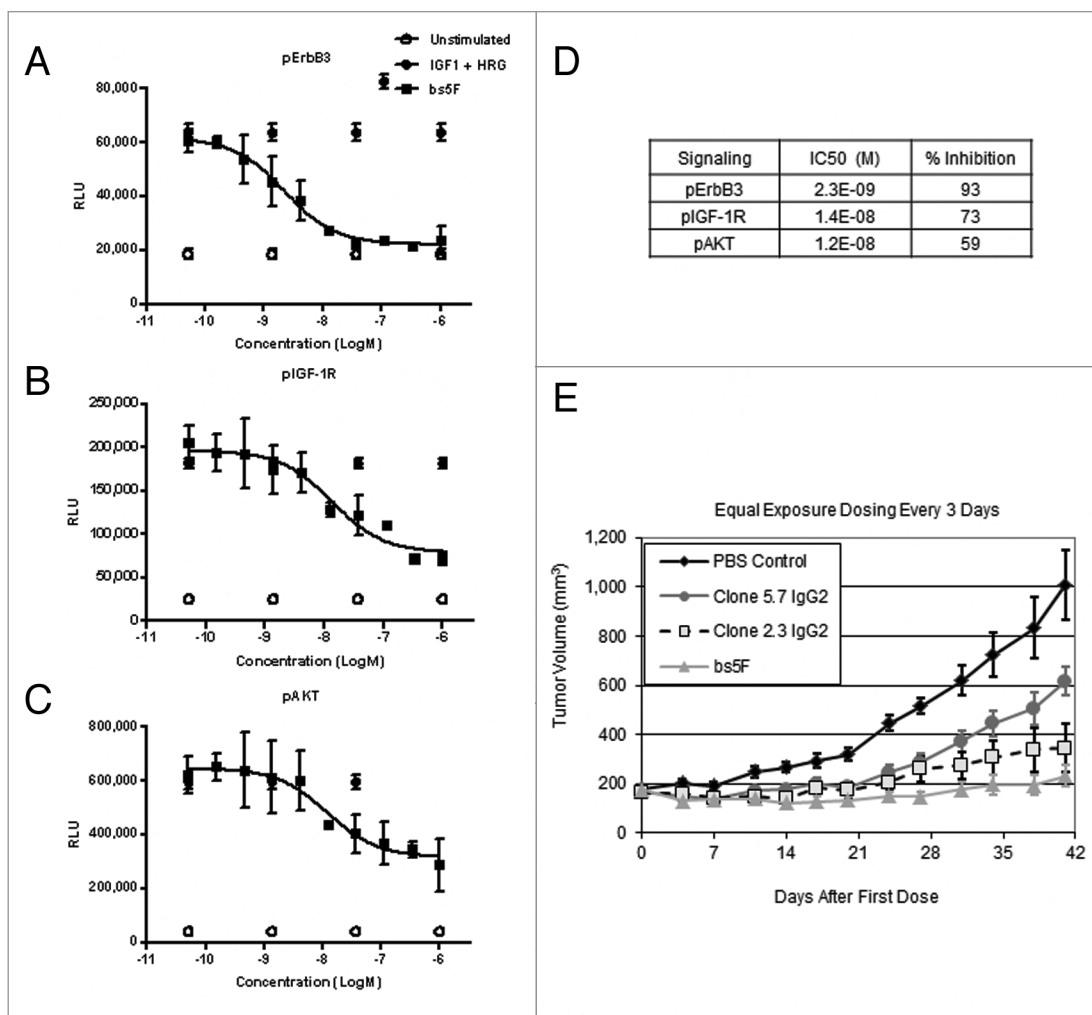 A
pErbB3
Unstimulated
IGF1 + HRG
bs5F
80,000
60,000
40,000
20,000
0
RLU
-11 -10 -9 -8 -7 -6
Concentration (LogM)
B
pIGF-1R
250,000
200,000
150,000
100,000
50,000
0
RLU
-11 -10 -9 -8 -7 -6
Concentration (LogM)
C
pAKT
800,000
600,000
400,000
200,000
0
RLU
-11 -10 -9 -8 -7 -6
Concentration (LogM)
D
Signaling IC50 (M) % Inhibition
pErbB3 2.3E-09 93
pIGF-1R 1.4E-08 73
pAKT 1.2E-08 59
E
Equal Exposure Dosing Every 3 Days
1,200
1,000
800
600
400
200
0
Tumor Volume (mm³)
PBS Control
Clone 5.7 IgG2
Clone 2.3 IgG2
bs5F
0 7 14 21 28 35 42
Days After First Dose